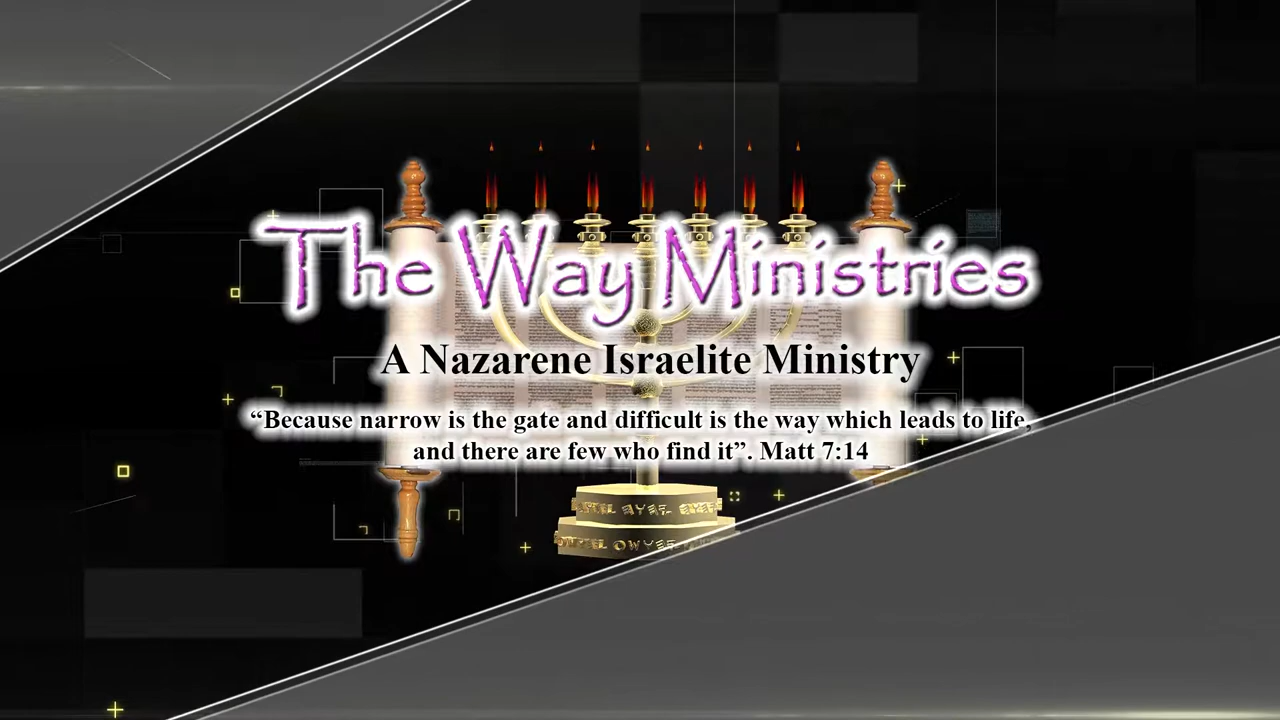 The Way Ministries
A Nazarene Israelite Ministry
“Because narrow is the gate and difficult is the way which leads to life,
and there are few who find it”. Matt 7:14